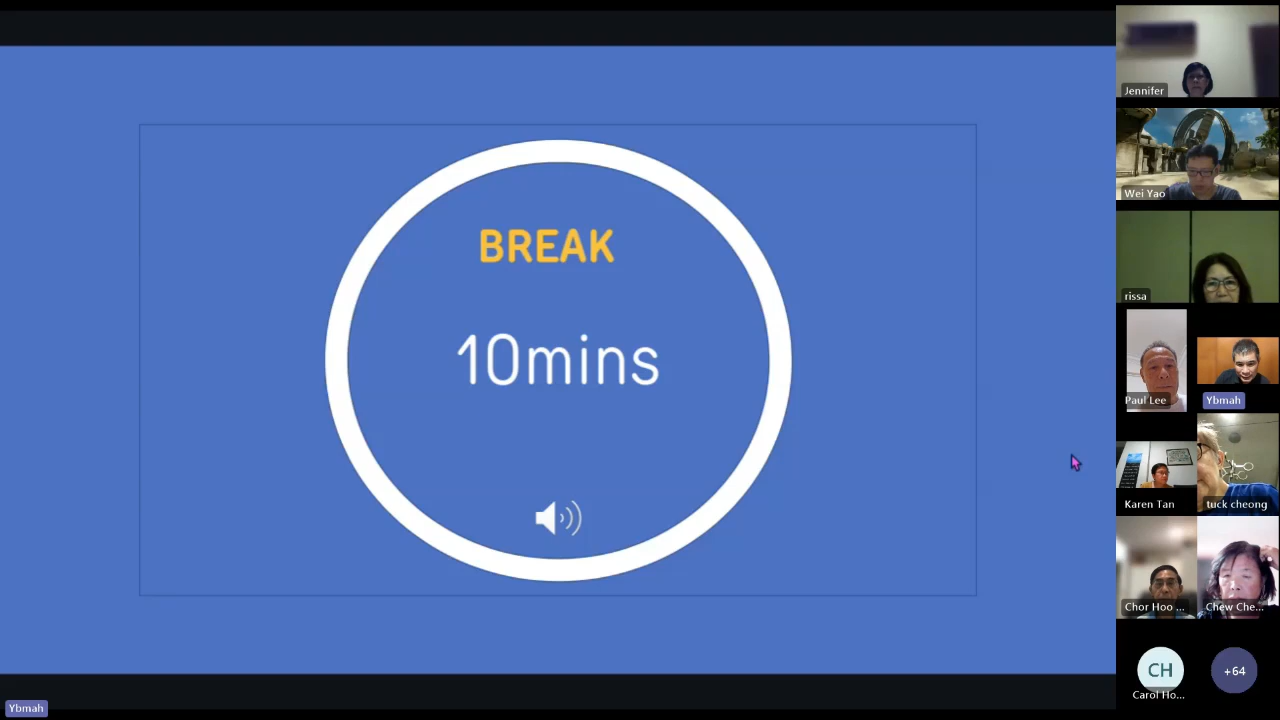 BREAK
10mins
Jennifer
Wei Yao
rissa
Paul Lee
Ybmah
Karen Tan
tuck cheong
Chor Hoo ...
Chew Che...
CH
Carol Ho...
+64
Ybmah